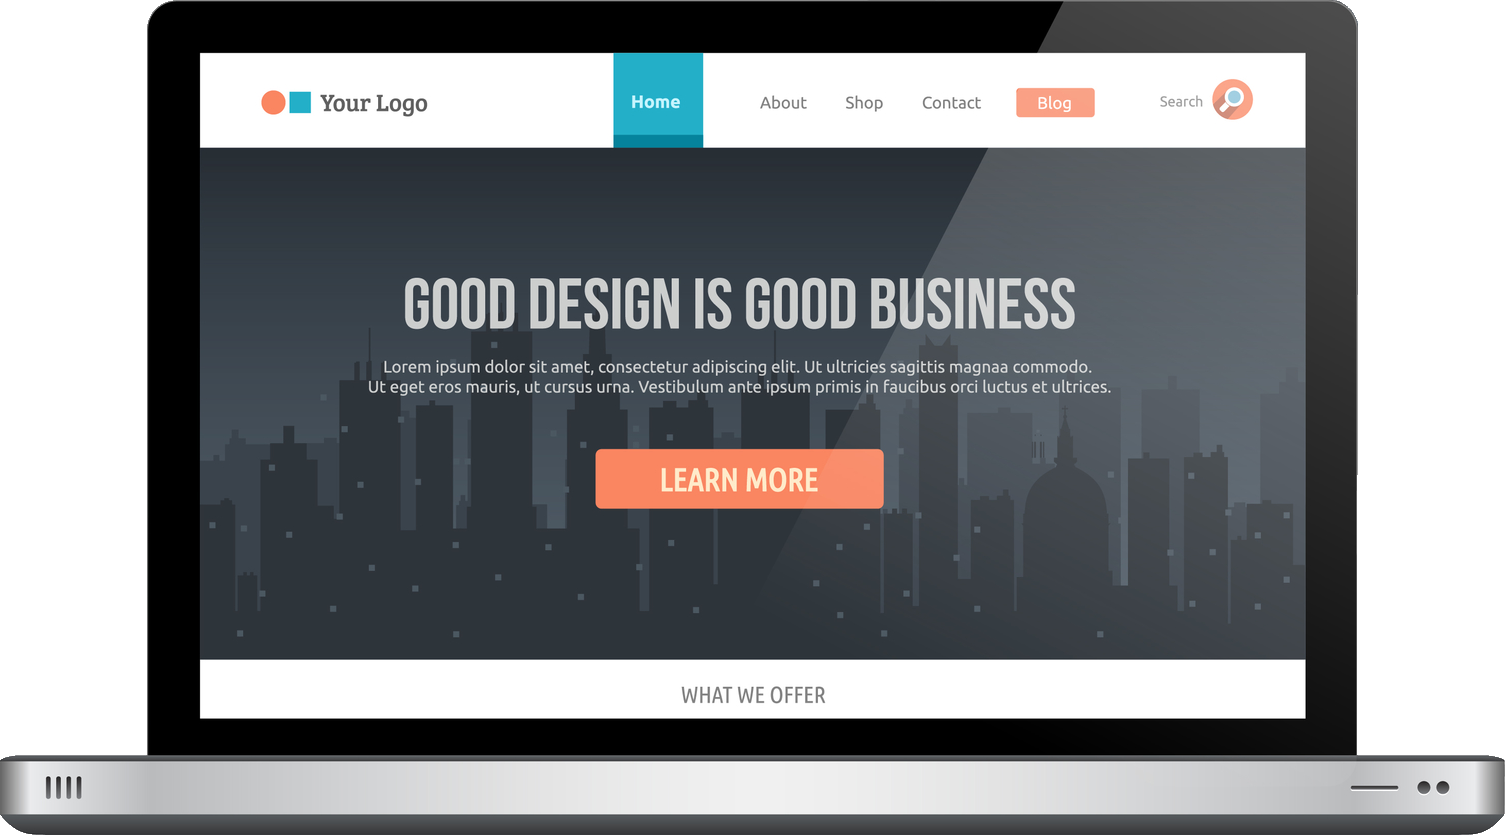 Your Logo
Home
About
Shop
Contact
Blog
Search
GOOD DESIGN IS GOOD BUSINESS
Lorem ipsum dolor sit amet, consectetur adipiscing elit. Ut ultricies sagittis magnaa commodo.
Ut eget eros mauris, ut cursus urna. Vestibulum ante ipsum primis in faucibus orci luctus et ultrices.
LEARN MORE
WHAT WE OFFER